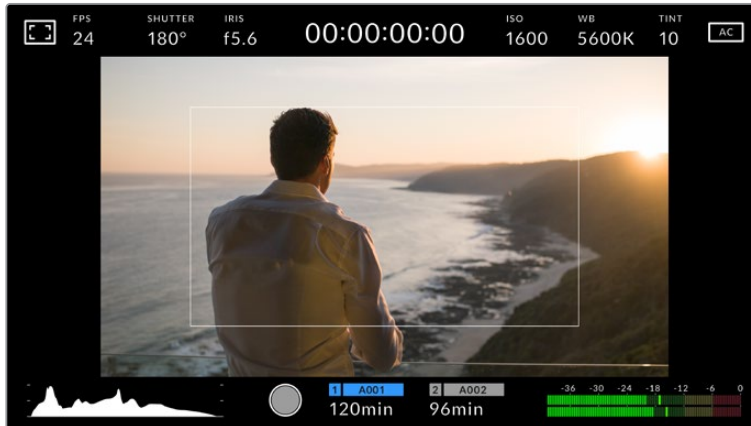 FPS SHUTTER IRIS ISO WB TINT
24 180° f5.6 00:00:00:00 1600 5600K 10 AC
1 A001 2 A002 -36 -30 -24 -18 -12 -6 0
120min 96min